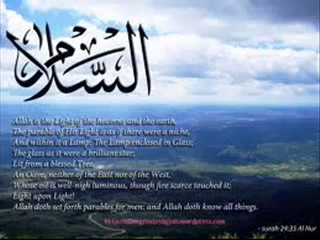 السَّلَام
Allah is the Light of the heavens and the earth,
The parable of His Light is as if there were a niche,
And within it a Lamp: The Lamp enclosed in Glass;
The glass as it were a brilliant star;
Lit from a blessed Tree,
An Olive, neither of the East nor of the West,
Whose oil is well-nigh luminous, though fire scarce touched it;
Light upon Light!
Allah doth set forth parables for men; and Allah doth know all things.
- surah 24:35 Al Nur